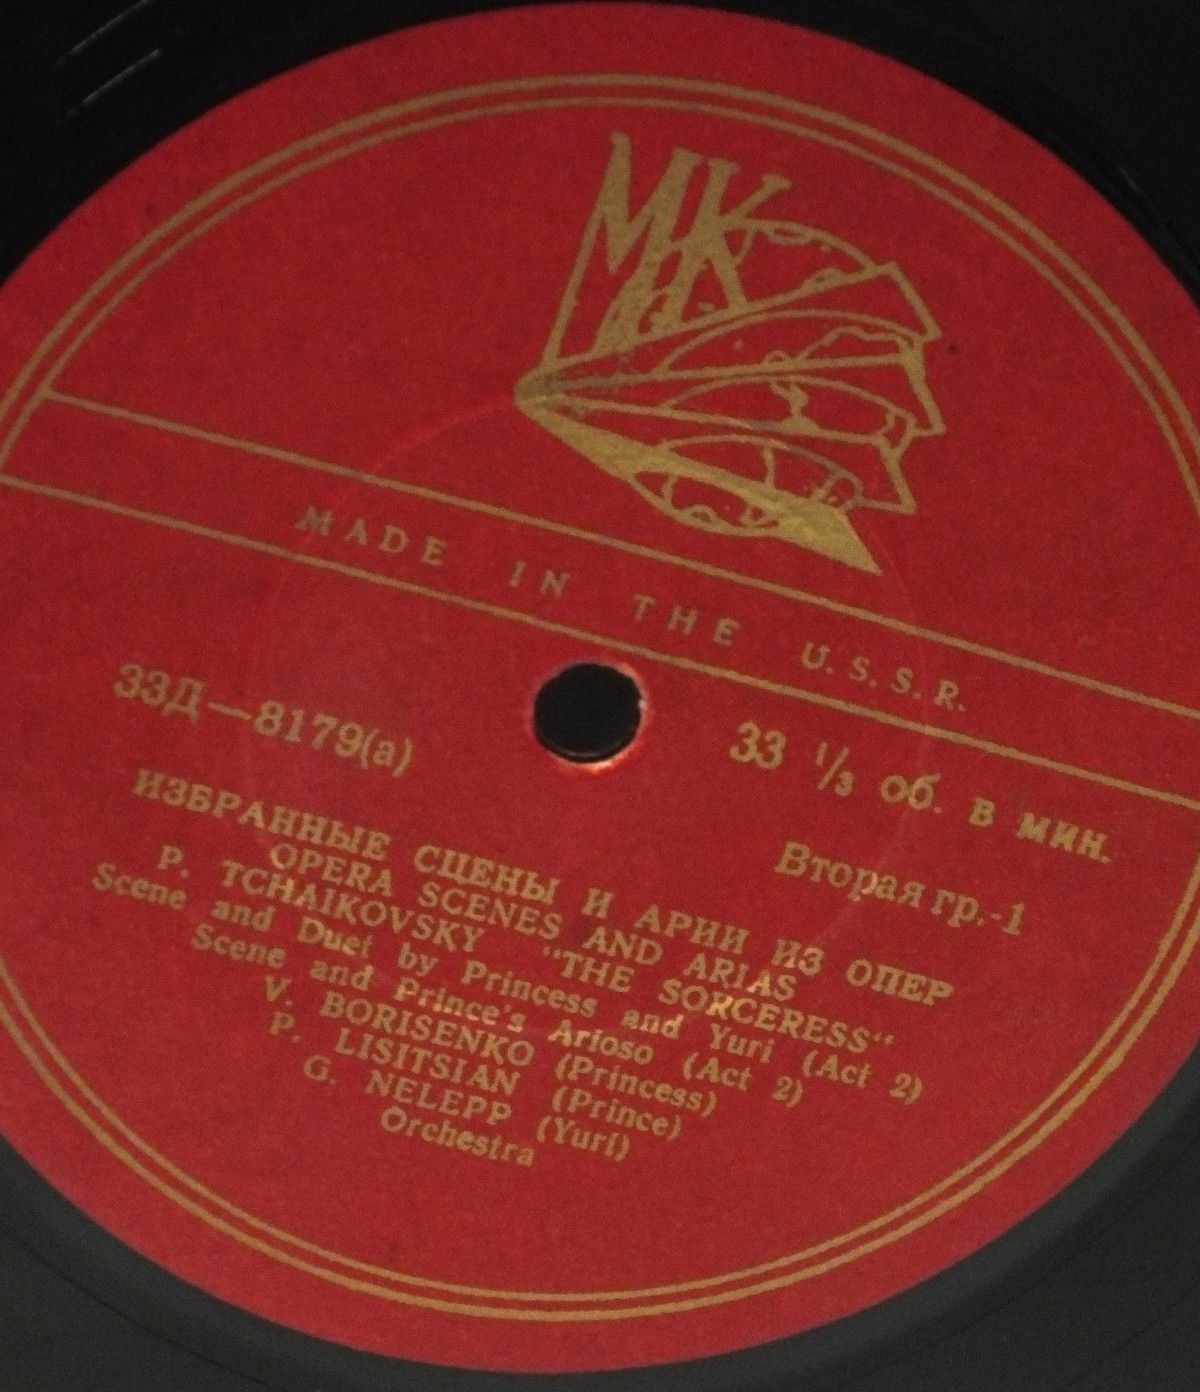 МК
MADE IN THE U.S.S.R.
33Д—8179(а)
33 1/3 об. в мин.
Вторая гр.-1
ИЗБРАННЫЕ СЦЕНЫ И АРИИ ИЗ ОПЕР
OPERA SCENES AND ARIAS
P. TCHAIKOVSKY "THE SORCERESS"
Scene and Duet by Princess and Yuri (Act 2)
Scene and Prince's Arioso (Act 2)
V. BORISENKO (Princess)
P. LISITSIAN (Prince)
G. NELEPP (Yuri)
Orchestra